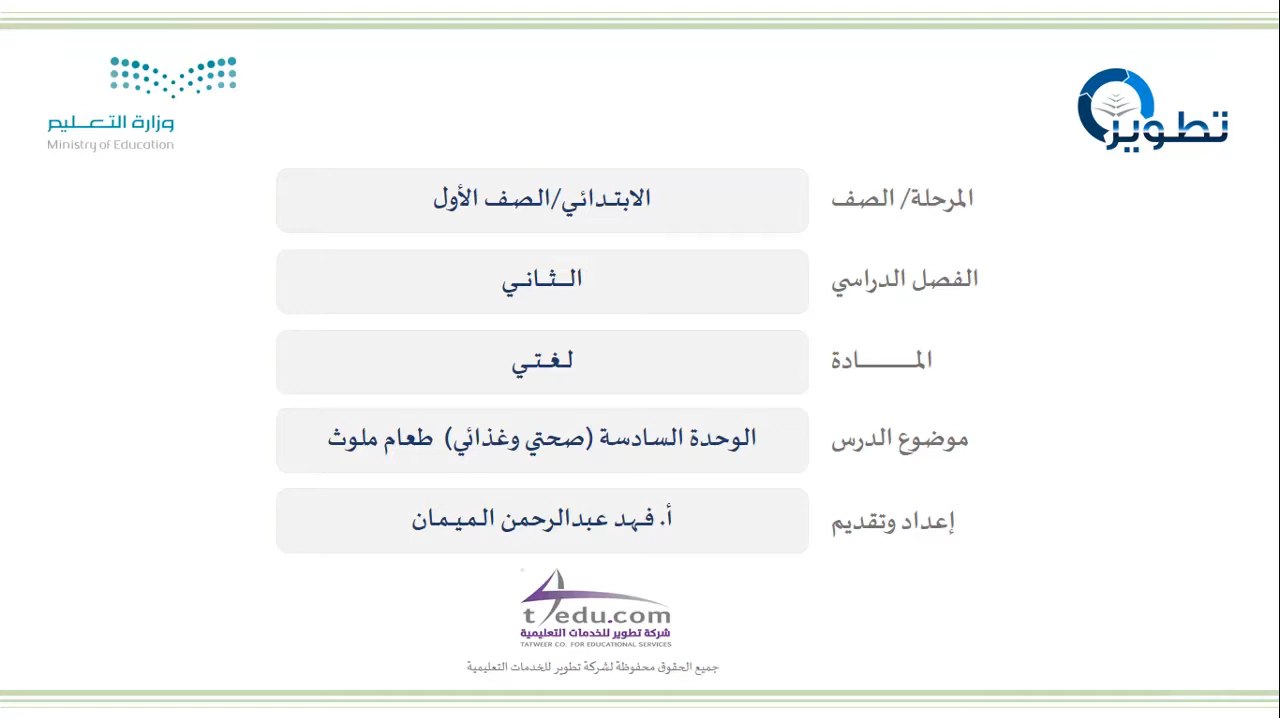 وزارة التعليم
Ministry of Education
تطوير
المرحلة/ الصف
الابتدائي/الصف الأول
الفصل الدراسي
الثاني
المادة
لغتي
موضوع الدرس
الوحدة السادسة (صحتي وغذائي) طعام ملوث
إعداد وتقديم
أ. فهد عبدالرحمن الميمان
t4edu.com
شركة تطوير للخدمات التعليمية
TATWEER CO. FOR EDUCATIONAL SERVICES
جميع الحقوق محفوظة لشركة تطوير للخدمات التعليمية